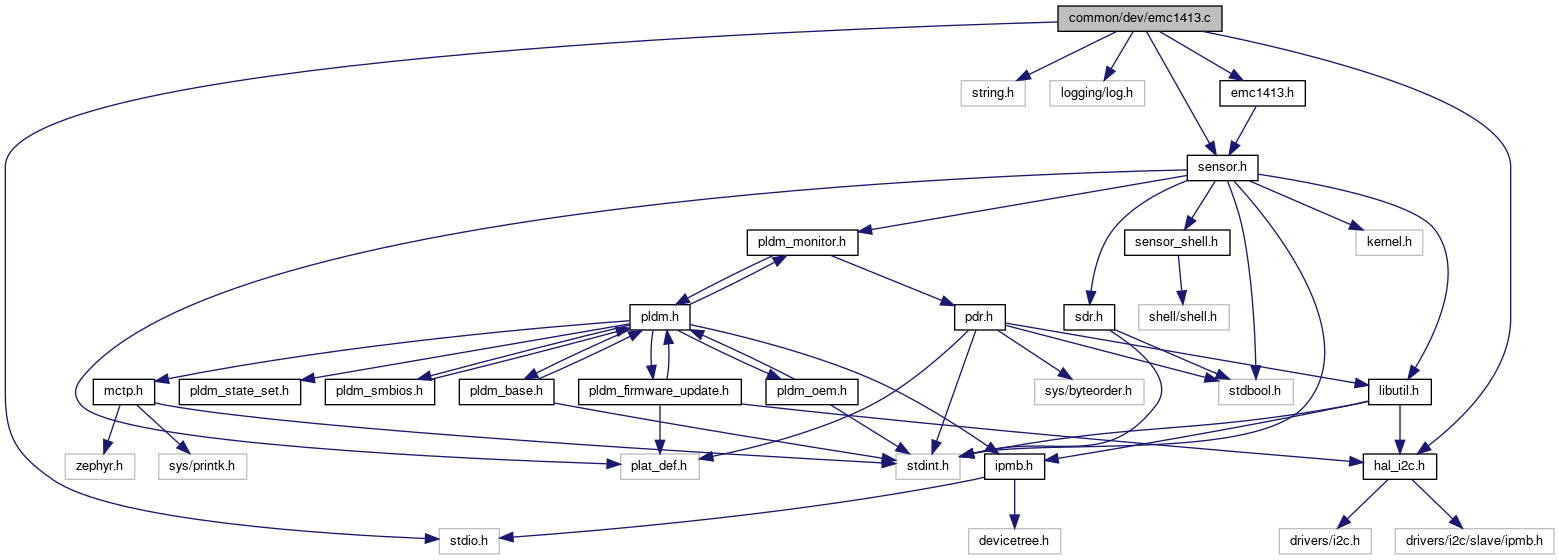 common/dev/emc1413.c
string.h
logging/log.h
emc1413.h
sensor.h
pldm_monitor.h
sensor_shell.h
kernel.h
pldm.h
pdr.h
sdr.h
shell/shell.h
mctp.h
pldm_state_set.h
pldm_smbios.h
pldm_base.h
pldm_firmware_update.h
pldm_oem.h
sys/byteorder.h
stdbool.h
libutil.h
zephyr.h
sys/printk.h
plat_def.h
stdint.h
ipmb.h
hal_i2c.h
stdio.h
devicetree.h
drivers/i2c.h
drivers/i2c/slave/ipmb.h